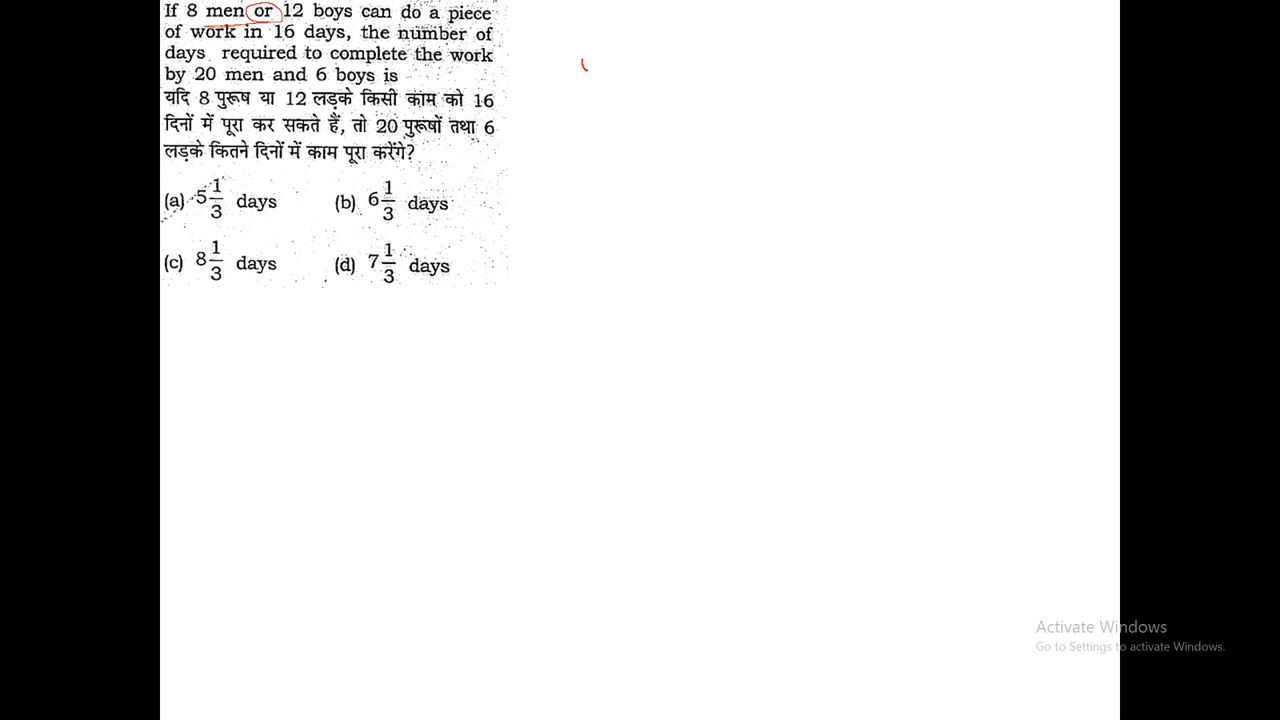 If 8 men or 12 boys can do a piece
of work in 16 days, the number of
days required to complete the work
by 20 men and 6 boys is
यदि 8 पुरूष या 12 लड़के किसी काम को 16
दिनों में पूरा कर सकते हैं, तो 20 पुरूषों तथा 6
लड़के कितने दिनों में काम पूरा करेंगे?
(a) 5 1/3 days (b) 6 1/3 days
(c) 8 1/3 days (d) 7 1/3 days
Activate Windows
Go to Settings to activate Windows.